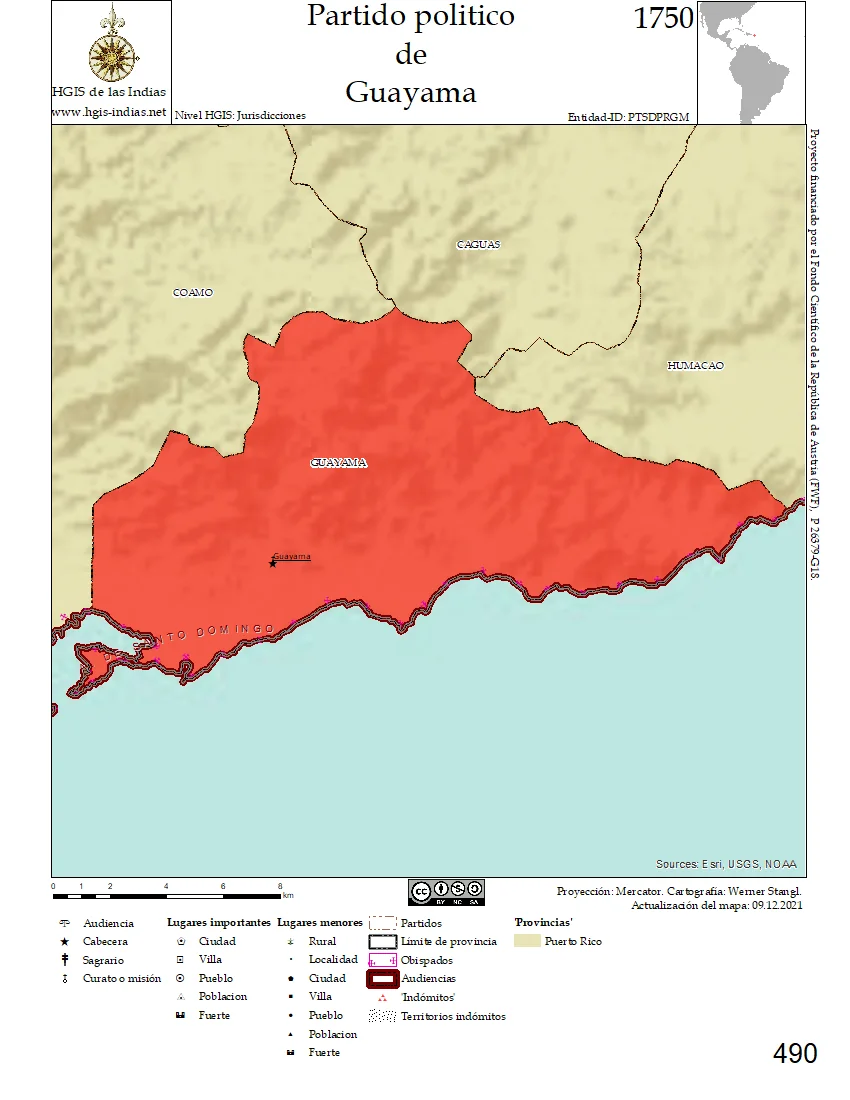 Partido politico
de
Guayama
1750
HGIS de las Indias
www.hgis-indias.net
Nivel HGIS: Jurisdicciones
Entidad-ID: PTSDPRGM
Proyecto financiado por el Fondo Científico de la República de Austria (FWF), P 26379-G18.
CAGUAS
COAMO
HUMACAO
GUAYAMA
Guayama
DOMINGO
Sources: Esri, USGS, NOAA
0 1 2 4 6 8
km
BY NC SA
Proyección: Mercator. Cartografía: Werner Stangl.
Actualización del mapa: 09.12.2021
Audiencia
Cabecera
Sagrario
Curato o misión
Lugares importantes
Ciudad
Villa
Pueblo
Poblacion
Fuerte
Lugares menores
Rural
Localidad
Ciudad
Villa
Pueblo
Poblacion
Fuerte
Partidos
Límite de provincia
Obispados
Audiencias
'Indómitos'
Territorios indómitos
'Provincias'
Puerto Rico
490